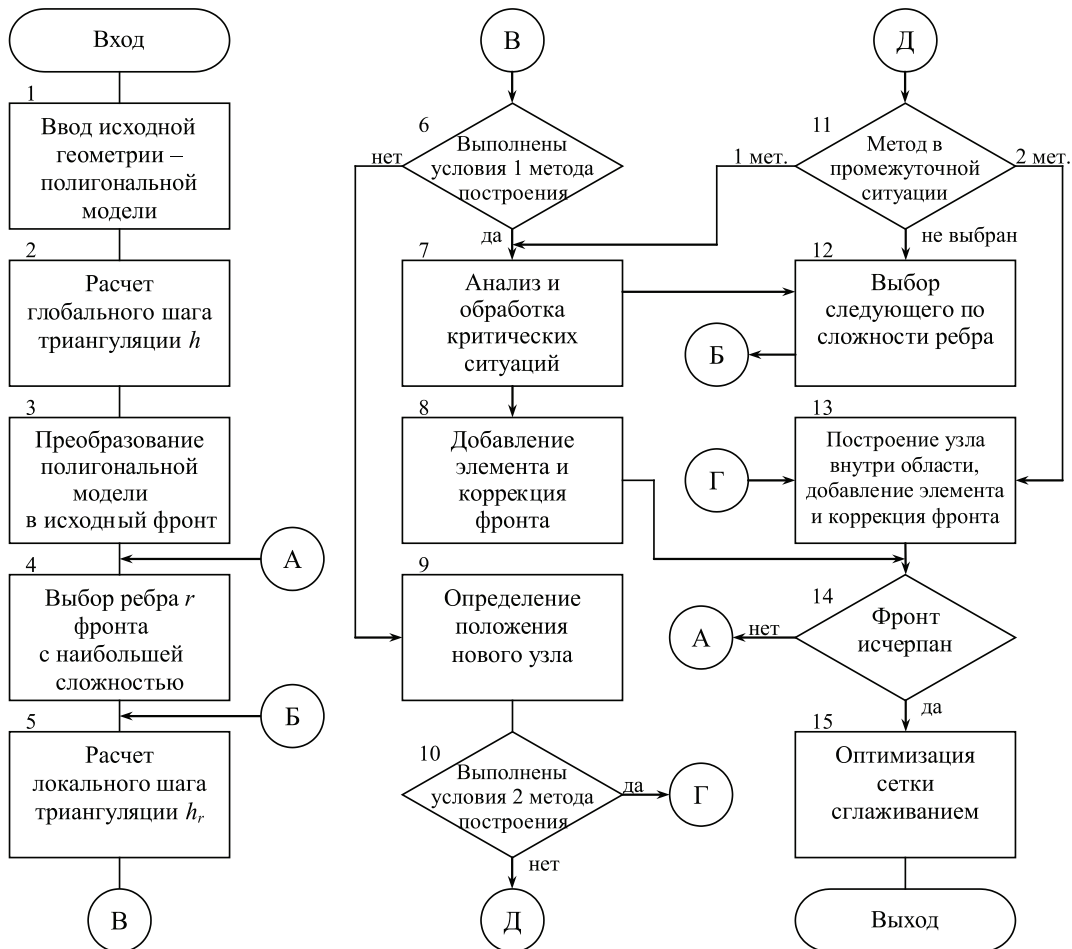 Вход
1
Ввод исходной
геометрии –
полигональной
модели
2
Расчет
глобального шага
триангуляции h
3
Преобразование
полигональной
модели
в исходный фронт
А
4
Выбор ребра r
фронта
с наибольшей
сложностью
Б
5
Расчет
локального шага
триангуляции hr
В
В
6
Выполнены
условия 1 метода
построения
нет
да
7
Анализ и
обработка
критических
ситуаций
8
Добавление
элемента и
коррекция
фронта
9
Определение
положения
нового узла
10
Выполнены
условия 2 метода
построения
да
Г
нет
Д
Д
11
Метод в
промежуточной
ситуации
1 мет.
2 мет.
не выбран
12
Выбор
следующего по
сложности ребра
Б
13
Построение узла
внутри области,
добавление элемента
и коррекция фронта
Г
14
Фронт
исчерпан
нет
А
да
15
Оптимизация
сетки
сглаживанием
Выход